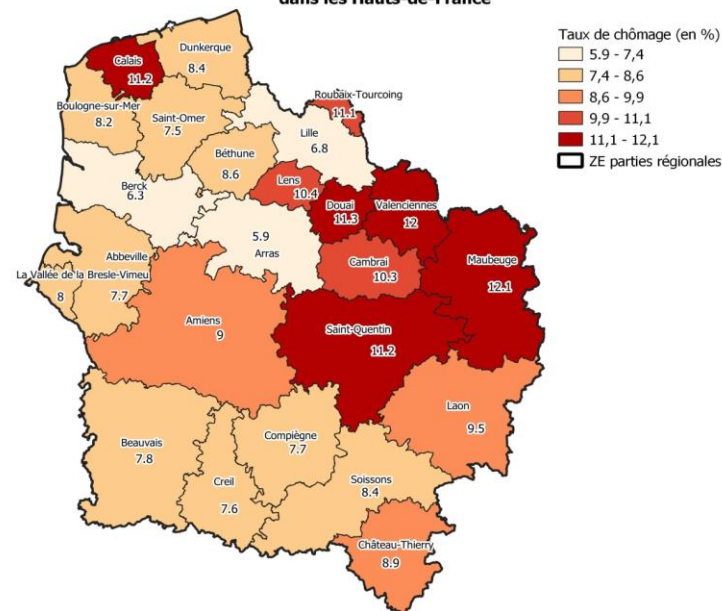 dans les Hauts-de-France
Taux de chômage (en %)
5.9 - 7,4
7,4 - 8,6
8,6 - 9,9
9,9 - 11,1
11,1 - 12,1
ZE parties régionales
Dunkerque
8.4
Calais
11.2
Roubaix-Tourcoing
11.1
Boulogne-sur-Mer
8.2
Saint-Omer
7.5
Lille
6.8
Béthune
8.6
Lens
10.4
Berck
6.3
Douai
11.3
Valenciennes
12
5.9
Arras
Abbeville
7.7
Cambrai
10.3
Maubeuge
12.1
La Vallée de la Bresle-Vimeu
8
Amiens
9
Saint-Quentin
11.2
Laon
9.5
Compiègne
7.7
Beauvais
7.8
Creil
7.6
Soissons
8.4
Château-Thierry
8.9